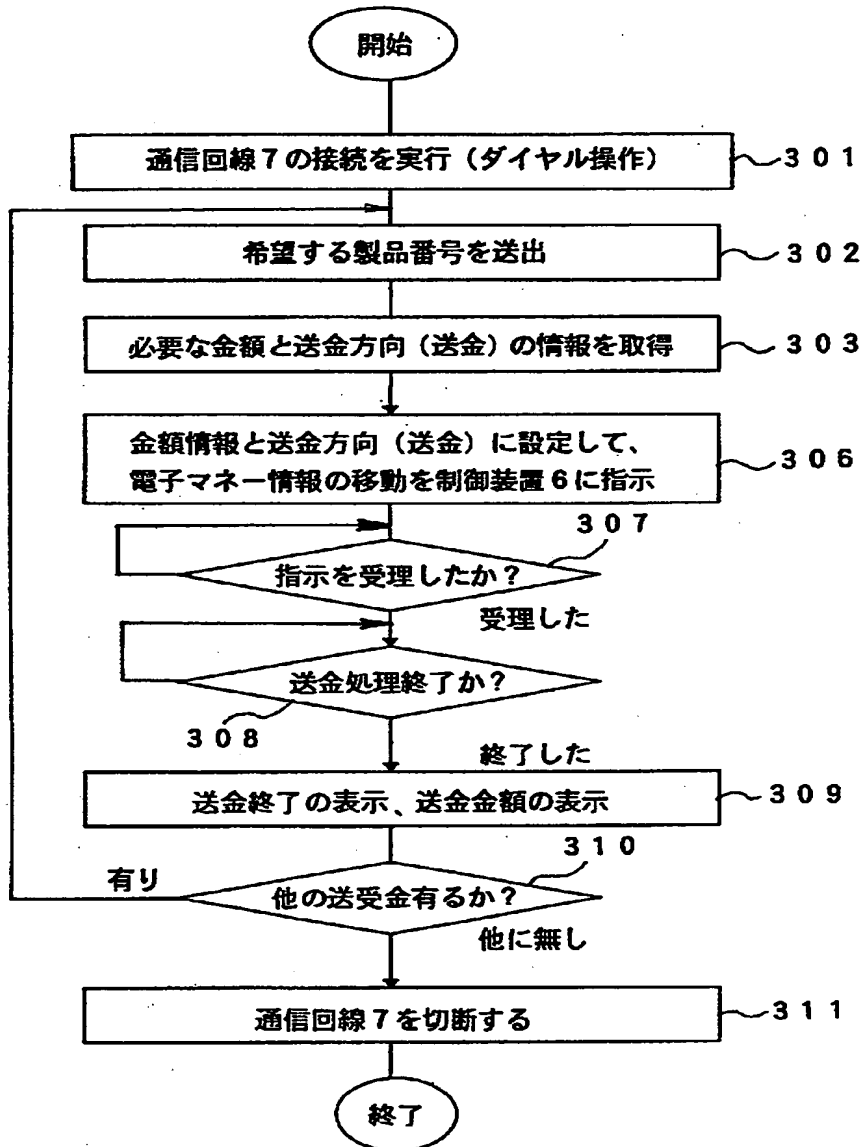 開始
通信回線7の接続を実行（ダイヤル操作）
301
希望する製品番号を送出
302
必要な金額と送金方向（送金）の情報を取得
303
金額情報と送金方向（送金）に設定して、
電子マネー情報の移動を制御装置6に指示
306
307
指示を受理したか？
受理した
送金処理終了か？
308
終了した
送金終了の表示、送金金額の表示
309
310
有り
他の送受金有るか？
他に無し
通信回線7を切断する
311
終了